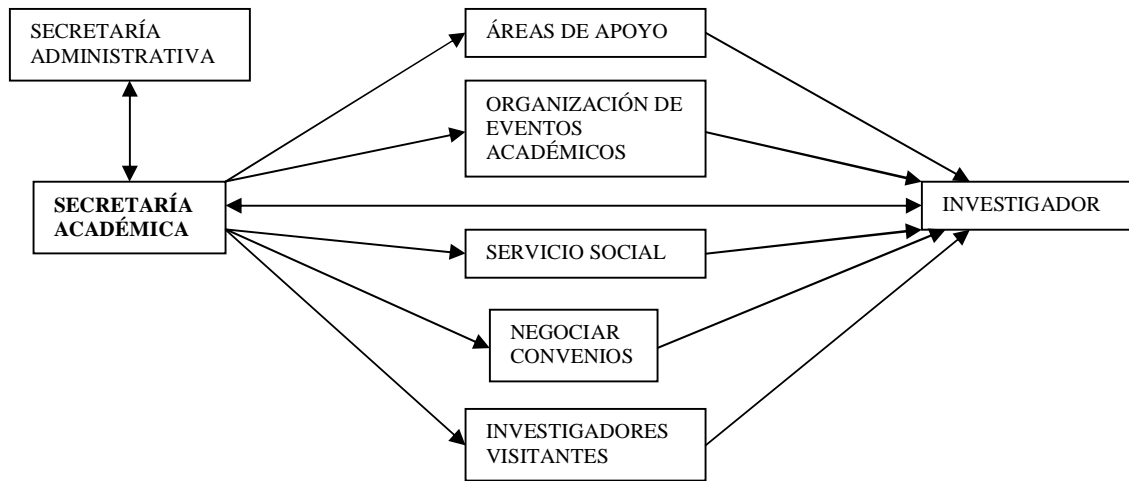 SECRETARÍA
ADMINISTRATIVA
ÁREAS DE APOYO
ORGANIZACIÓN DE
EVENTOS
ACADÉMICOS
SECRETARÍA
ACADÉMICA
INVESTIGADOR
SERVICIO SOCIAL
NEGOCIAR
CONVENIOS
INVESTIGADORES
VISITANTES